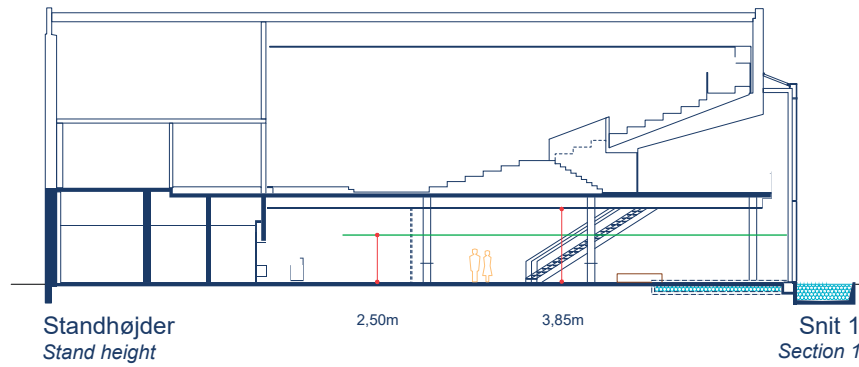 Standhøjder
Stand height
2,50m
3,85m
Snit 1
Section 1